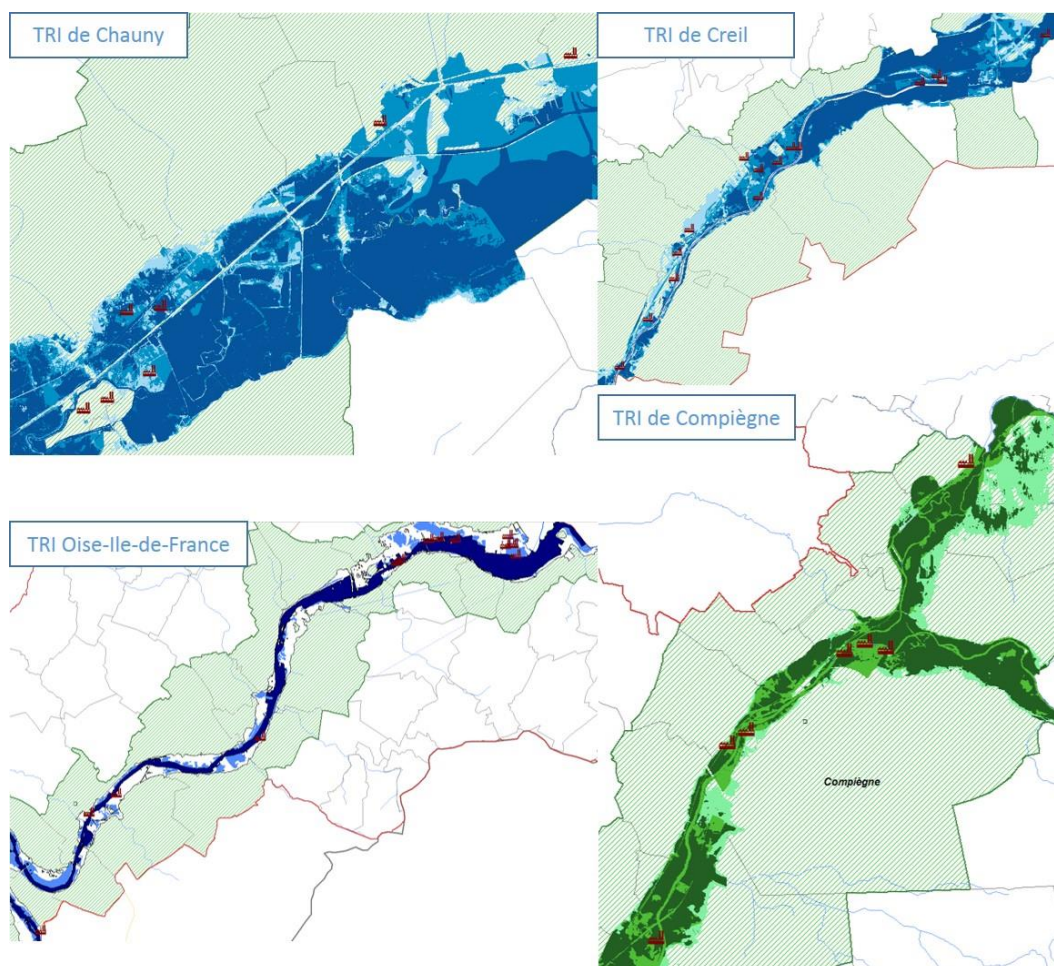 TRI de Chauny
TRI de Creil
TRI de Compiègne
TRI Oise-Ile-de-France
Compiègne